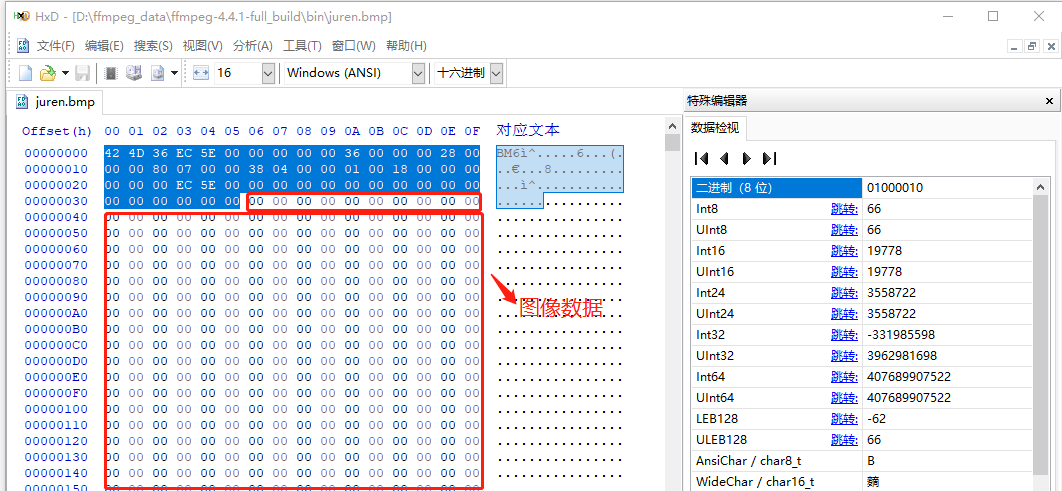 HxD - [D:\ffmpeg_data\ffmpeg-4.4.1-full_build\bin\juren.bmp]
文件(F) 编辑(E) 搜索(S) 视图(V) 分析(A) 工具(T) 窗口(W) 帮助(H)
16 Windows (ANSI) 十六进制
juren.bmp
Offset(h) 00 01 02 03 04 05 06 07 08 09 0A 0B 0C 0D 0E 0F 对应文本
00000000 42 4D 36 EC 5E 00 00 00 00 00 36 00 00 00 28 00 BM6ì^.....6...(.
00000010 00 00 80 07 00 00 38 04 00 00 01 00 18 00 00 00 ..€...8.........
00000020 00 00 00 EC 5E 00 00 00 00 00 00 00 00 00 00 00 ...ì^...........
00000030 00 00 00 00 00 00 00 00 00 00 00 00 00 00 00 00 ................
00000040 00 00 00 00 00 00 00 00 00 00 00 00 00 00 00 00 ................
00000050 00 00 00 00 00 00 00 00 00 00 00 00 00 00 00 00 ................
00000060 00 00 00 00 00 00 00 00 00 00 00 00 00 00 00 00 ................
00000070 00 00 00 00 00 00 00 00 00 00 00 00 00 00 00 00 ................
00000080 00 00 00 00 00 00 00 00 00 00 00 00 00 00 00 00 ................
00000090 00 00 00 00 00 00 00 00 00 00 00 00 00 00 00 00 ................
000000A0 00 00 00 00 00 00 00 00 00 00 00 00 00 00 00 00 ................
图像数据
000000B0 00 00 00 00 00 00 00 00 00 00 00 00 00 00 00 00 ................
000000C0 00 00 00 00 00 00 00 00 00 00 00 00 00 00 00 00 ................
000000D0 00 00 00 00 00 00 00 00 00 00 00 00 00 00 00 00 ................
000000E0 00 00 00 00 00 00 00 00 00 00 00 00 00 00 00 00 ................
000000F0 00 00 00 00 00 00 00 00 00 00 00 00 00 00 00 00 ................
00000100 00 00 00 00 00 00 00 00 00 00 00 00 00 00 00 00 ................
00000110 00 00 00 00 00 00 00 00 00 00 00 00 00 00 00 00 ................
00000120 00 00 00 00 00 00 00 00 00 00 00 00 00 00 00 00 ................
00000130 00 00 00 00 00 00 00 00 00 00 00 00 00 00 00 00 ................
00000140 00 00 00 00 00 00 00 00 00 00 00 00 00 00 00 00 ................
00000150 00 00 00 00 00 00 00 00 00 00 00 00 00 00 00 00 ................
特殊编辑器
数据检视
二进制（8 位） 01000010
Int8 跳转: 66
UInt8 跳转: 66
Int16 跳转: 19778
UInt16 跳转: 19778
Int24 跳转: 3558722
UInt24 跳转: 3558722
Int32 跳转: -331985598
UInt32 跳转: 3962981698
Int64 跳转: 407689907522
UInt64 跳转: 407689907522
LEB128 跳转: -62
ULEB128 跳转: 66
AnsiChar / char8_t B
WideChar / char16_t